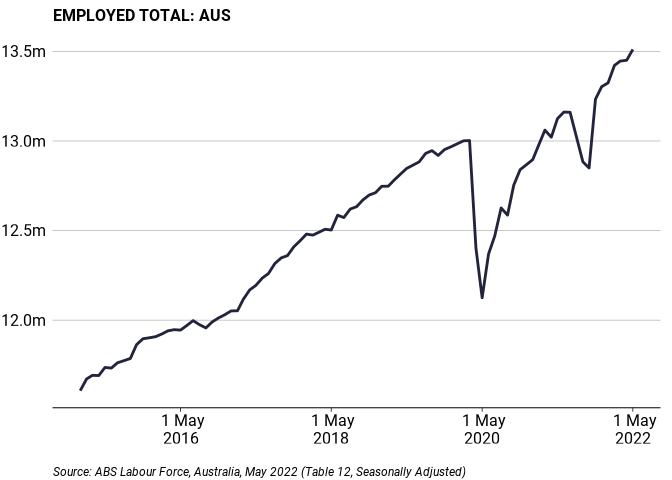 EMPLOYED TOTAL: AUS
13.5m
13.0m
12.5m
12.0m
1 May 1 May 1 May 1 May
2016 2018 2020 2022
Source: ABS Labour Force, Australia, May 2022 (Table 12, Seasonally Adjusted)